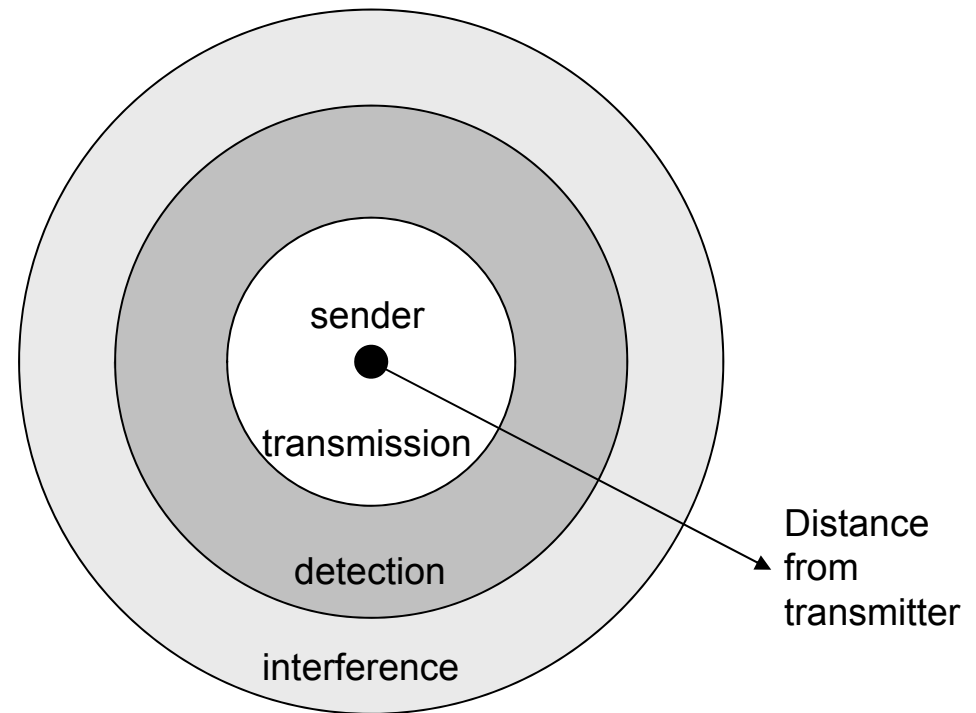 sender
transmission
detection
interference
Distance
from
transmitter